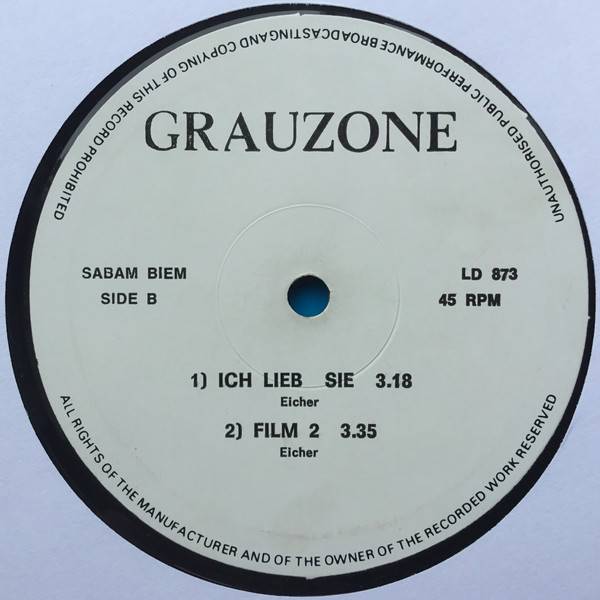 UNAUTHORISED PUBLIC PERFORMANCE BROADCASTING AND COPYING OF THIS RECORD PROHIBITED
GRAUZONE
SABAM BIEM
LD 873
SIDE B
45 RPM
1) ICH LIEB SIE 3.18
Eicher
2) FILM 2 3.35
Eicher
ALL RIGHTS OF THE MANUFACTURER AND OF THE OWNER OF THE RECORDED WORK RESERVED